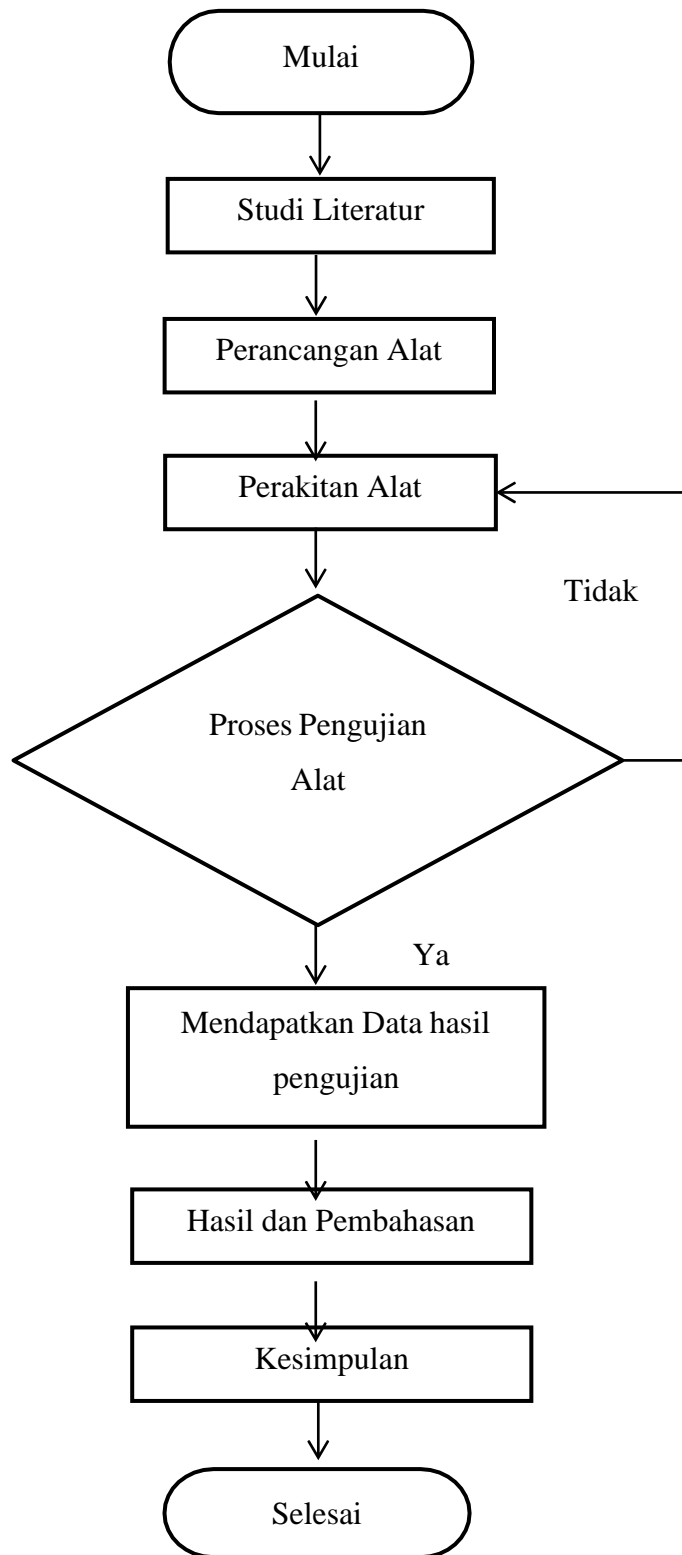 Mulai
Studi Literatur
Perancangan Alat
Perakitan Alat
Tidak
Proses Pengujian
Alat
Ya
Mendapatkan Data hasil
pengujian
Hasil dan Pembahasan
Kesimpulan
Selesai